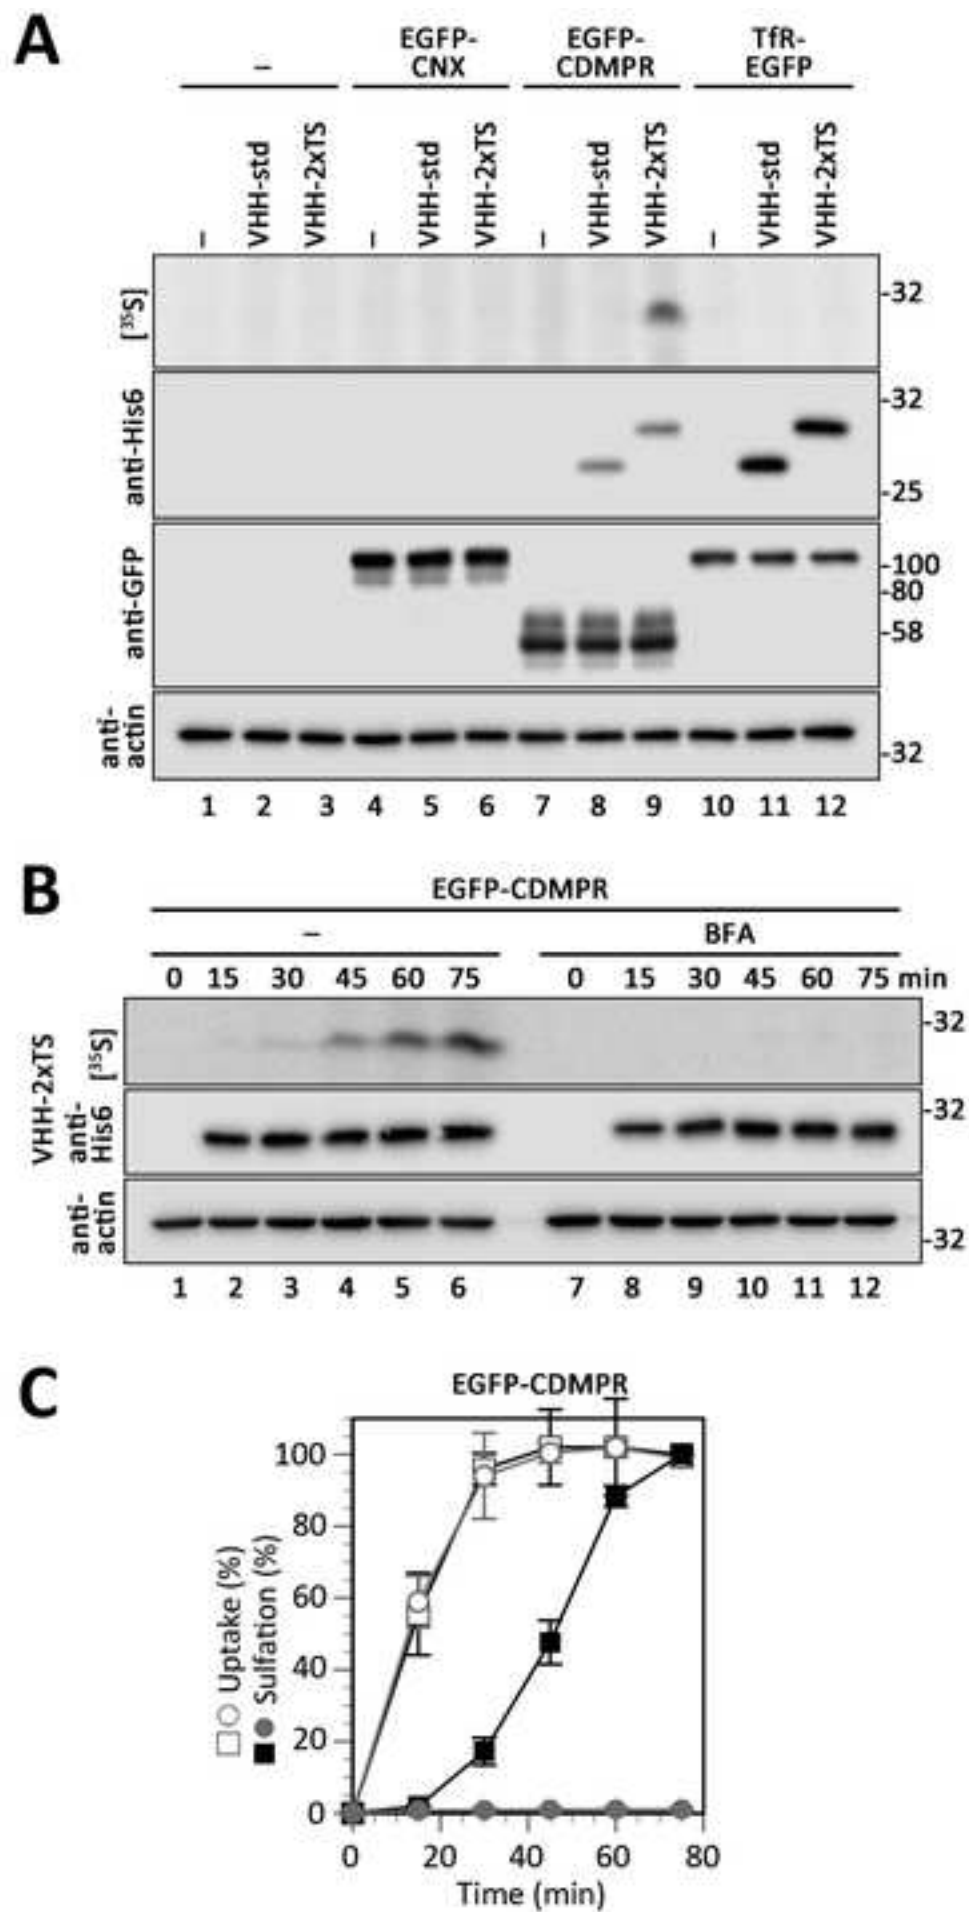 A
–
EGFP-
CNX
EGFP-
CDMPR
TfR-
EGFP
– VHH-std VHH-2xTS – VHH-std VHH-2xTS – VHH-std VHH-2xTS – VHH-std VHH-2xTS
[³⁵S]
-32
anti-His6
-32
-25
anti-GFP
-100
-80
-58
anti-
actin
-32
1 2 3 4 5 6 7 8 9 10 11 12
B
EGFP-CDMPR
– BFA
0 15 30 45 60 75 0 15 30 45 60 75 min
VHH-2xTS
[³⁵S]
-32
anti-
His6
-32
anti-
actin
-32
1 2 3 4 5 6 7 8 9 10 11 12
C
EGFP-CDMPR
Uptake (%)
Sulfation (%)
100
80
60
40
20
0
0 20 40 60 80
Time (min)